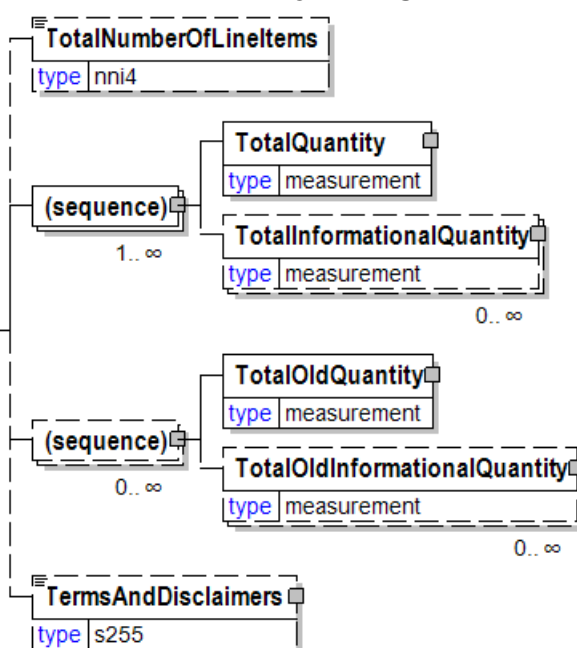 TotalNumberOfLineItems
type nni4
TotalQuantity
type measurement
(sequence)
1.. ∞
TotalInformationalQuantity
type measurement
0.. ∞
TotalOldQuantity
type measurement
(sequence)
0.. ∞
TotalOldInformationalQuantity
type measurement
0.. ∞
TermsAndDisclaimers
type s255